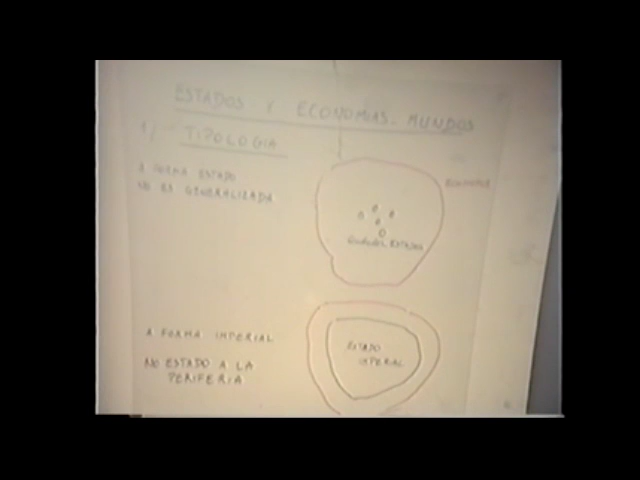 ESTADOS Y ECONOMIAS-MUNDOS
1) TIPOLOGIA
A FORMA ESTADO
NO ES GENERALIZADA
ECONOMIA
ESTADOS
A FORMA IMPERIAL
NO ESTADO A LA
PERIFERIA
ESTADO
IMPERIAL